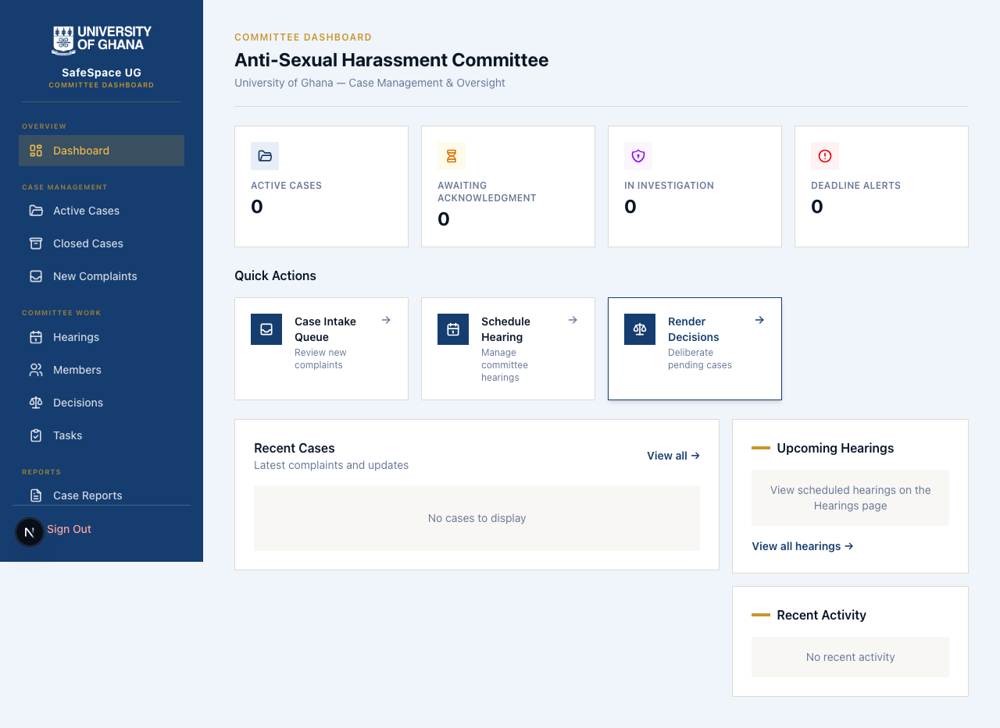 UNIVERSITY
OF GHANA
SafeSpace UG
COMMITTEE DASHBOARD
OVERVIEW
Dashboard
CASE MANAGEMENT
Active Cases
Closed Cases
New Complaints
COMMITTEE WORK
Hearings
Members
Decisions
Tasks
REPORTS
Case Reports
N
Sign Out
COMMITTEE DASHBOARD
Anti-Sexual Harassment Committee
University of Ghana — Case Management & Oversight
ACTIVE CASES
0
AWAITING
ACKNOWLEDGMENT
0
IN INVESTIGATION
0
DEADLINE ALERTS
0
Quick Actions
Case Intake
Queue
Review new
complaints
Schedule
Hearing
Manage
committee
hearings
Render
Decisions
Deliberate
pending cases
Recent Cases
Latest complaints and updates
View all →
No cases to display
Upcoming Hearings
View scheduled hearings on the
Hearings page
View all hearings →
Recent Activity
No recent activity